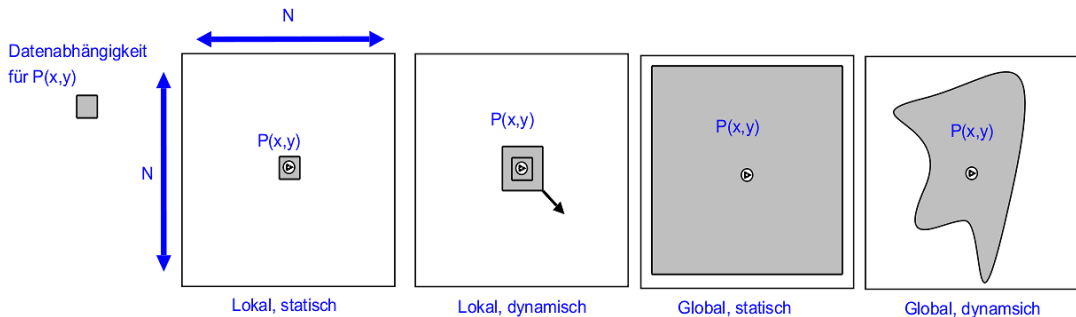 N
Datenabhängigkeit
für P(x,y)
N
P(x,y)
P(x,y)
P(x,y)
P(x,y)
Lokal, statisch
Lokal, dynamisch
Global, statisch
Global, dynamsich